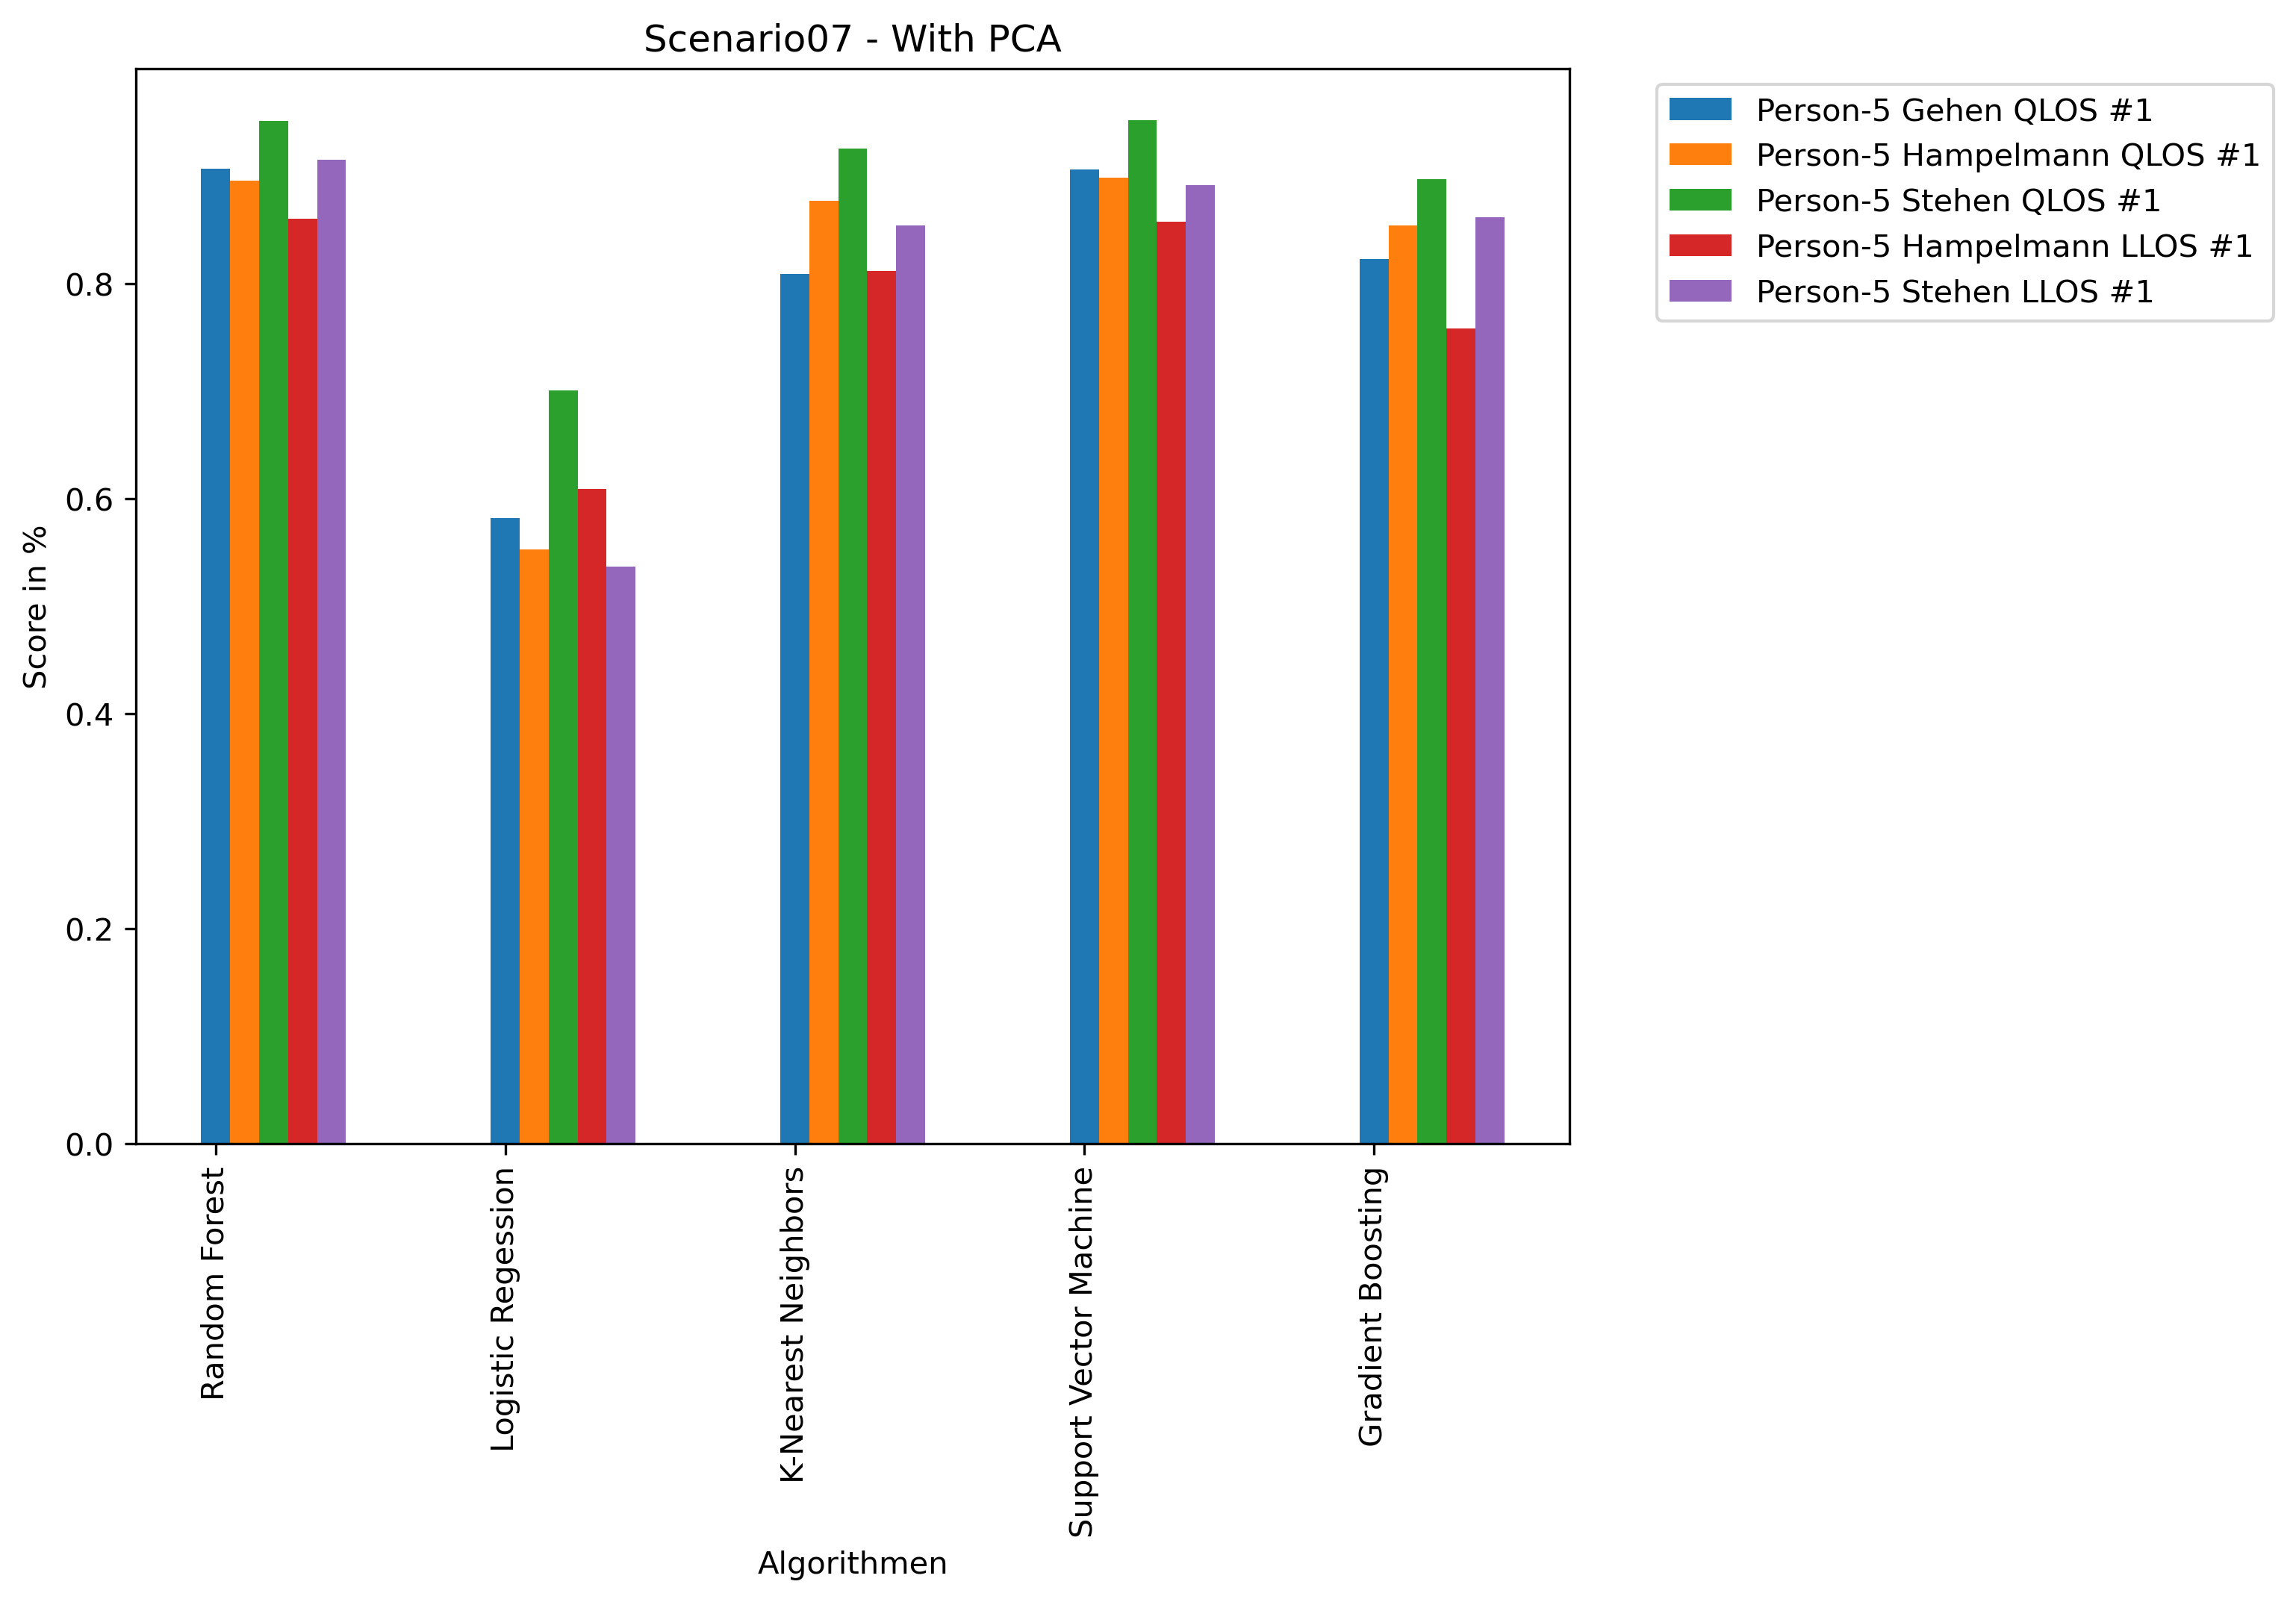 Scenario07 - With PCA
Person-5 Gehen QLOS #1
Person-5 Hampelmann QLOS #1
Person-5 Stehen QLOS #1
Person-5 Hampelmann LLOS #1
Person-5 Stehen LLOS #1
Score in %
0.8
0.6
0.4
0.2
0.0
Random Forest
Logistic Regession
K-Nearest Neighbors
Support Vector Machine
Gradient Boosting
Algorithmen